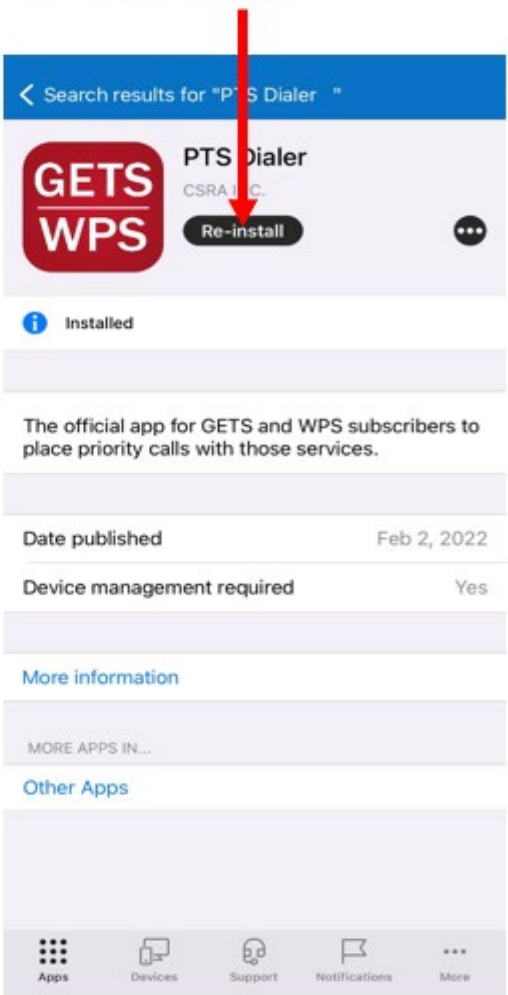 Search results for "PTS Dialer "
GETS
WPS
PTS Dialer
CSRA INC.
Re-install
Installed
The official app for GETS and WPS subscribers to
place priority calls with those services.
Date published Feb 2, 2022
Device management required Yes
More information
MORE APPS IN...
Other Apps
Apps Devices Support Notifications More